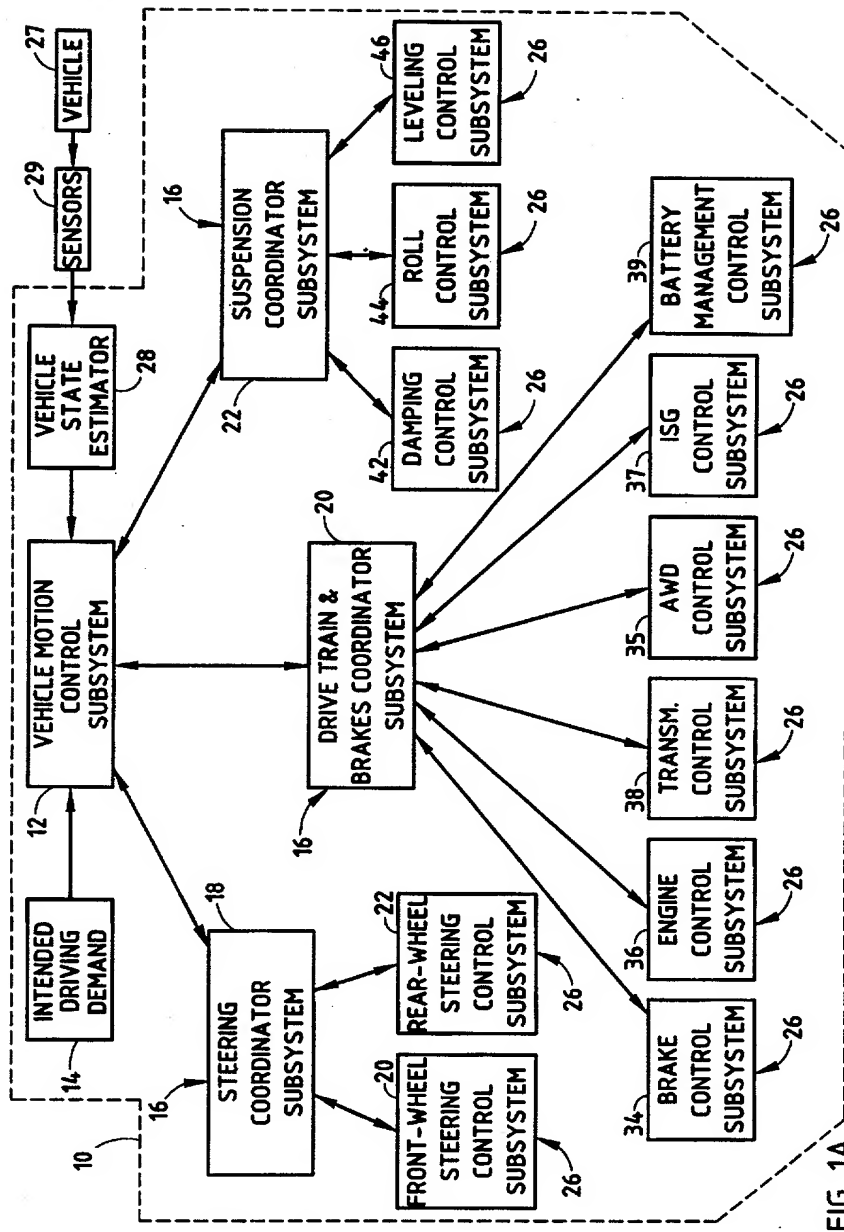 10
INTENDED
DRIVING
DEMAND
14
VEHICLE MOTION
CONTROL
SUBSYSTEM
12
VEHICLE
STATE
ESTIMATOR
28
SENSORS
29
VEHICLE
27
STEERING
COORDINATOR
SUBSYSTEM
16
18
DRIVE TRAIN &
BRAKES COORDINATOR
SUBSYSTEM
16
20
SUSPENSION
COORDINATOR
SUBSYSTEM
16
22
FRONT-WHEEL
STEERING
CONTROL
SUBSYSTEM
20
26
REAR-WHEEL
STEERING
CONTROL
SUBSYSTEM
22
26
DAMPING
CONTROL
SUBSYSTEM
42
26
ROLL
CONTROL
SUBSYSTEM
44
26
LEVELING
CONTROL
SUBSYSTEM
46
26
BRAKE
CONTROL
SUBSYSTEM
34
26
ENGINE
CONTROL
SUBSYSTEM
36
26
TRANSM.
CONTROL
SUBSYSTEM
38
26
AWD
CONTROL
SUBSYSTEM
35
26
ISG
CONTROL
SUBSYSTEM
37
26
BATTERY
MANAGEMENT
CONTROL
SUBSYSTEM
39
26
FIG. 1A